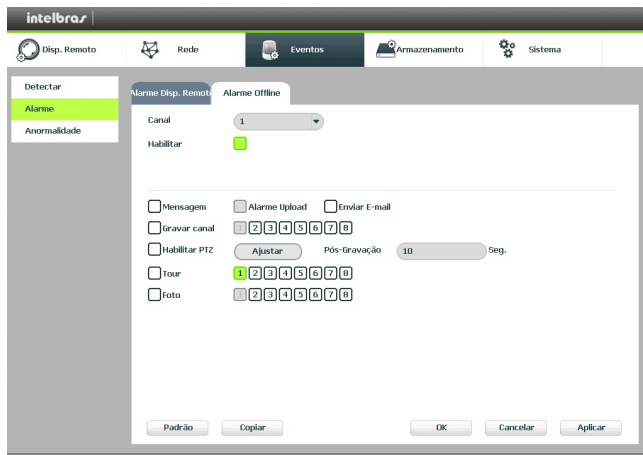 intelbras
Disp. Remoto Rede Eventos Armazenamento Sistema
Detectar
Alarme
Anormalidade
Alarme Disp. Remot Alarme Offline
Canal 1
Habilitar
Mensagem Alarme Upload Enviar E-mail
Gravar canal 1 2 3 4 5 6 7 8
Habilitar PTZ Ajustar Pós-Gravação 10 Seg.
Tour 1 2 3 4 5 6 7 8
Foto 1 2 3 4 5 6 7 8
Padrão Copiar OK Cancelar Aplicar